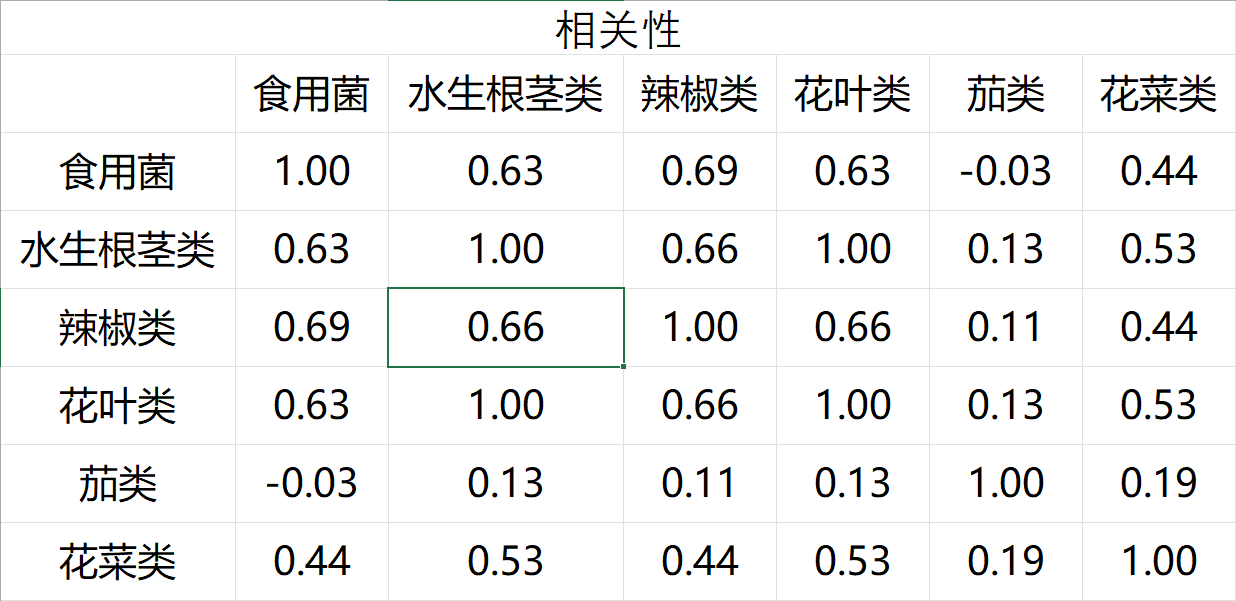 相关性
食用菌 水生根茎类 辣椒类 花叶类 茄类 花菜类
食用菌 1.00 0.63 0.69 0.63 -0.03 0.44
水生根茎类 0.63 1.00 0.66 1.00 0.13 0.53
辣椒类 0.69 0.66 1.00 0.66 0.11 0.44
花叶类 0.63 1.00 0.66 1.00 0.13 0.53
茄类 -0.03 0.13 0.11 0.13 1.00 0.19
花菜类 0.44 0.53 0.44 0.53 0.19 1.00